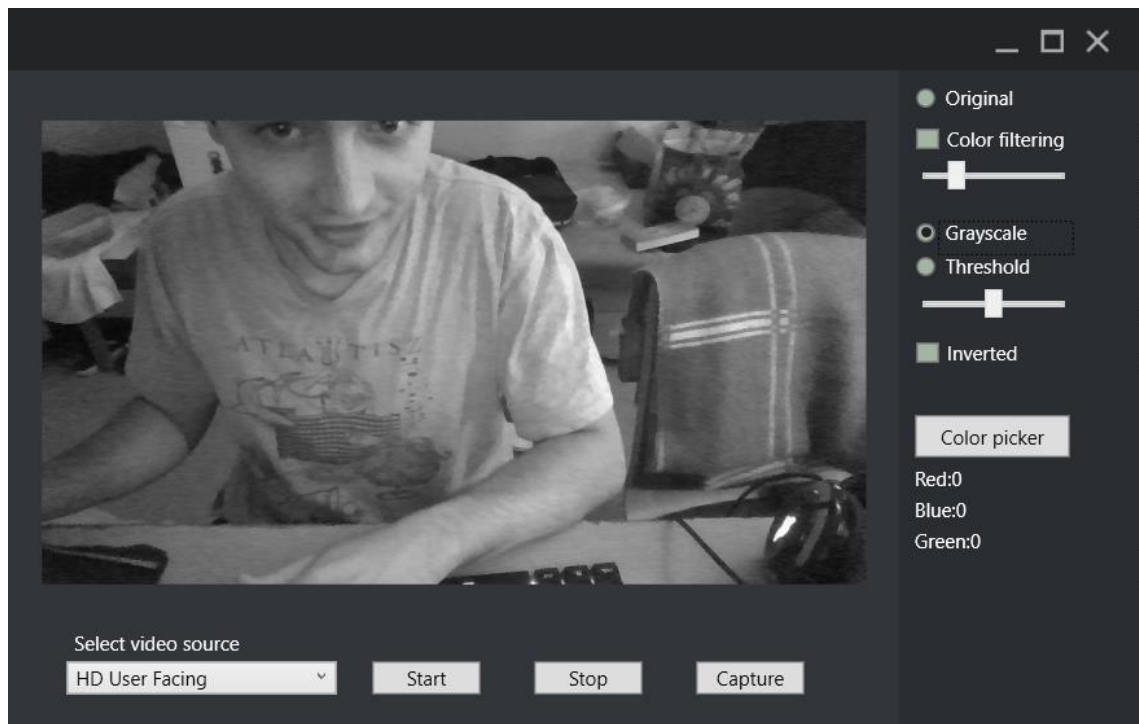 Original
Color filtering
Grayscale
Threshold
Inverted
Color picker
Red:0
Blue:0
Green:0
ATLANTIS
Select video source
HD User Facing
Start
Stop
Capture